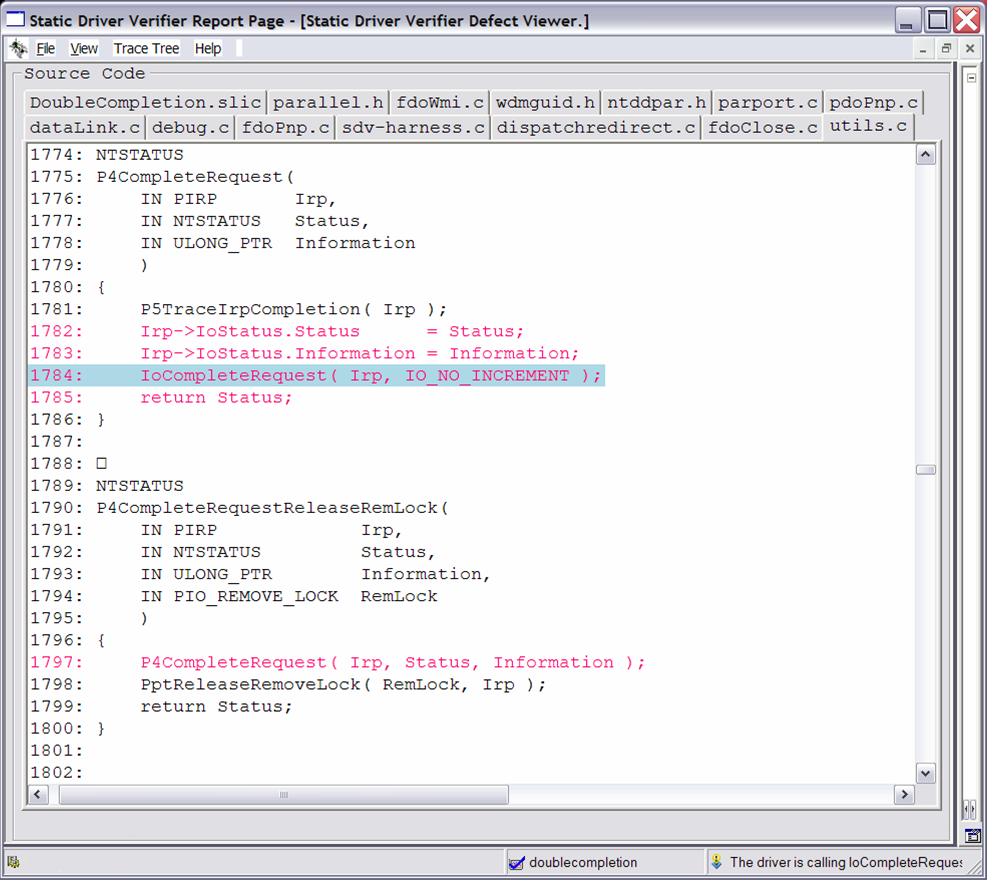 Static Driver Verifier Report Page - [Static Driver Verifier Defect Viewer.]
File View Trace Tree Help
Source Code
DoubleCompletion.slic parallel.h fdoWmi.c wdmguid.h ntddpar.h parport.c pdoPnp.c
dataLink.c debug.c fdoPnp.c sdv-harness.c dispatchredirect.c fdoClose.c utils.c
1774: NTSTATUS
1775: P4CompleteRequest(
1776:     IN PIRP       Irp,
1777:     IN NTSTATUS   Status,
1778:     IN ULONG_PTR  Information
1779:     )
1780: {
1781:     P5TraceIrpCompletion( Irp );
1782:     Irp->IoStatus.Status      = Status;
1783:     Irp->IoStatus.Information = Information;
1784:     IoCompleteRequest( Irp, IO_NO_INCREMENT );
1785:     return Status;
1786: }
1787:
1788: □
1789: NTSTATUS
1790: P4CompleteRequestReleaseRemLock(
1791:     IN PIRP             Irp,
1792:     IN NTSTATUS         Status,
1793:     IN ULONG_PTR        Information,
1794:     IN PIO_REMOVE_LOCK  RemLock
1795:     )
1796: {
1797:     P4CompleteRequest( Irp, Status, Information );
1798:     PptReleaseRemoveLock( RemLock, Irp );
1799:     return Status;
1800: }
1801:
1802:
doublecompletion
The driver is calling IoCompleteReques